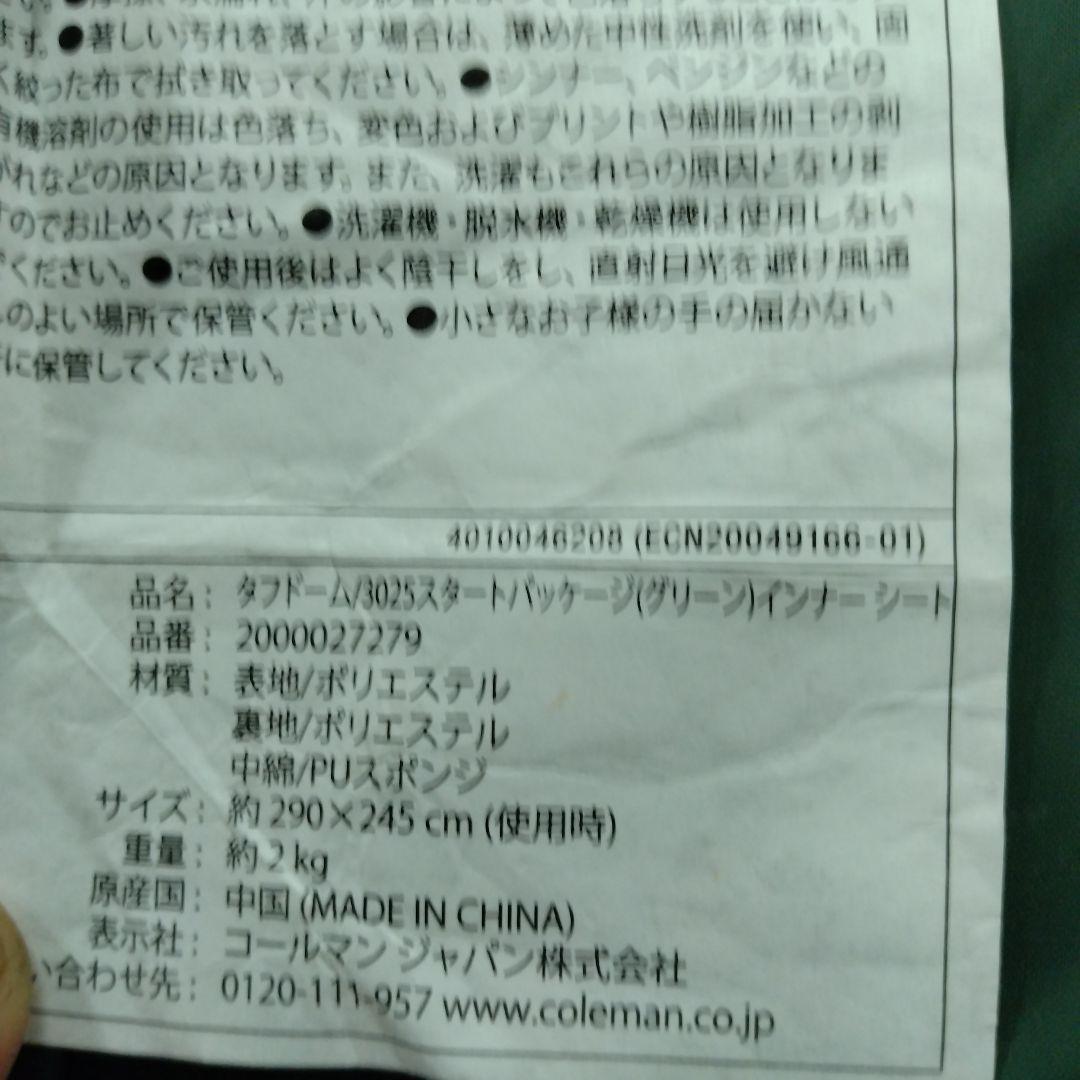 ます。●著しい汚れを落とす場合は、薄めた中性洗剤を使い、固
く絞った布で拭き取ってください。●シンナー、ベンジンなどの
有機溶剤の使用は色落ち、変色およびプリントや樹脂加工の剥
がれなどの原因となります。また、洗濯もこれらの原因となりま
すのでお止めください。●洗濯機・脱水機・乾燥機は使用しない
でください。●ご使用後はよく陰干しをし、直射日光を避け風通
しのよい場所で保管ください。●小さなお子様の手の届かない
に保管してください。
4010046208 (ECN20049166-01)
品名: タフドーム/3025スタートパッケージ(グリーン)インナー シート
品番: 2000027279
材質: 表地/ポリエステル
裏地/ポリエステル
中綿/PUスポンジ
サイズ: 約 290×245 cm (使用時)
重量: 約 2 kg
原産国: 中国 (MADE IN CHINA)
表示社: コールマン ジャパン株式会社
い合わせ先: 0120-111-957 www.coleman.co.jp